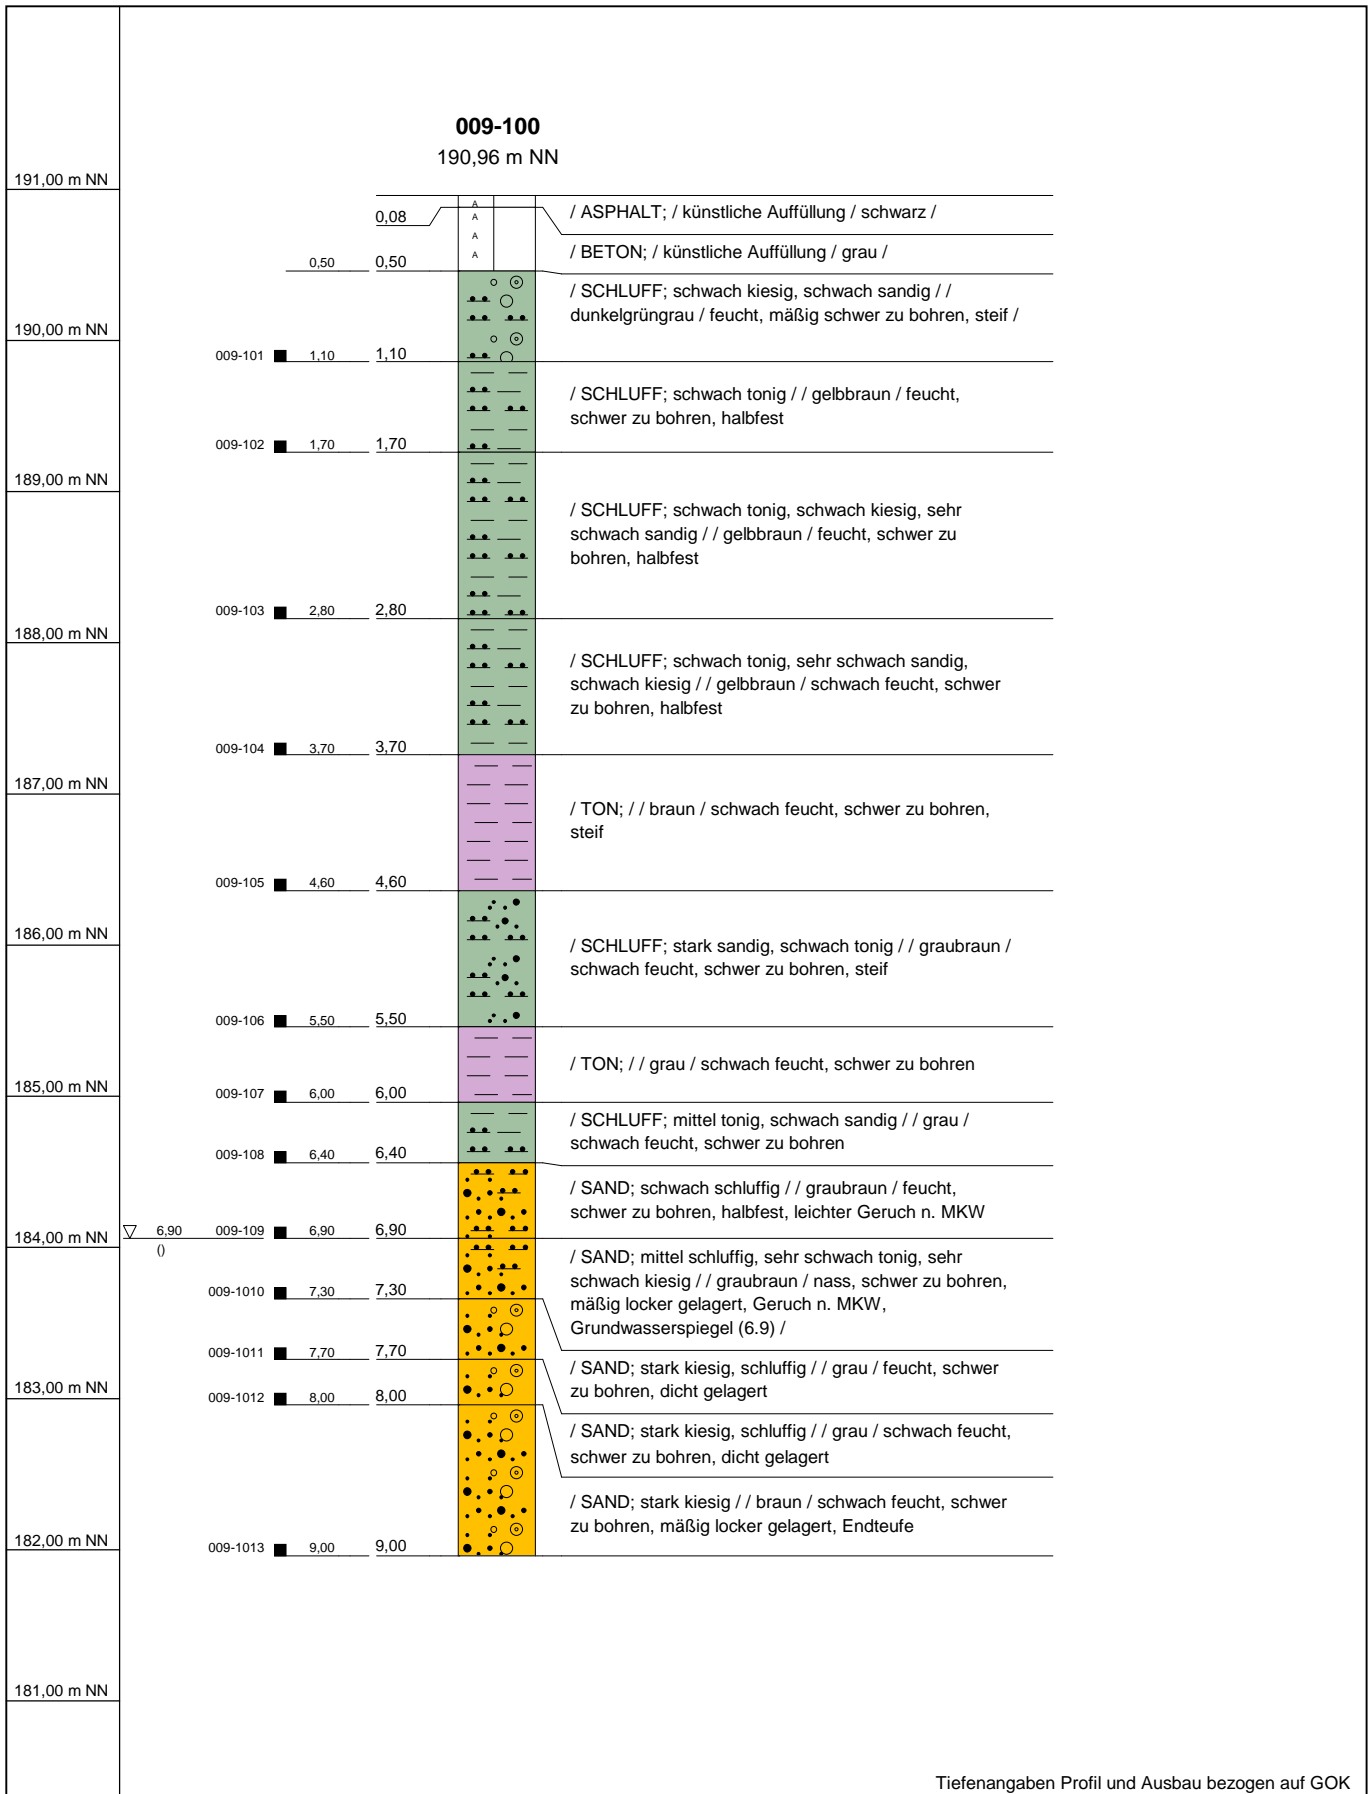 009-100
190,96 m NN
191,00 m NN
A
A
A
A
0,08
/ ASPHALT; / künstliche Auffüllung / schwarz /
/ BETON; / künstliche Auffüllung / grau /
0,50 0,50
/ SCHLUFF; schwach kiesig, schwach sandig / /
dunkelgrüngrau / feucht, mäßig schwer zu bohren, steif /
190,00 m NN
009-101 1,10 1,10
/ SCHLUFF; schwach tonig / / gelbbraun / feucht,
schwer zu bohren, halbfest
009-102 1,70 1,70
189,00 m NN
/ SCHLUFF; schwach tonig, schwach kiesig, sehr
schwach sandig / / gelbbraun / feucht, schwer zu
bohren, halbfest
009-103 2,80 2,80
188,00 m NN
/ SCHLUFF; schwach tonig, sehr schwach sandig,
schwach kiesig / / gelbbraun / schwach feucht, schwer
zu bohren, halbfest
009-104 3,70 3,70
187,00 m NN
/ TON; / / braun / schwach feucht, schwer zu bohren,
steif
009-105 4,60 4,60
186,00 m NN
/ SCHLUFF; stark sandig, schwach tonig / / graubraun /
schwach feucht, schwer zu bohren, steif
009-106 5,50 5,50
/ TON; / / grau / schwach feucht, schwer zu bohren
185,00 m NN
009-107 6,00 6,00
/ SCHLUFF; mittel tonig, schwach sandig / / grau /
schwach feucht, schwer zu bohren
009-108 6,40 6,40
/ SAND; schwach schluffig / / graubraun / feucht,
schwer zu bohren, halbfest, leichter Geruch n. MKW
184,00 m NN
6,90 009-109 6,90 6,90
()
/ SAND; mittel schluffig, sehr schwach tonig, sehr
schwach kiesig / / graubraun / nass, schwer zu bohren,
mäßig locker gelagert, Geruch n. MKW,
Grundwasserspiegel (6.9) /
009-1010 7,30 7,30
009-1011 7,70 7,70
/ SAND; stark kiesig, schluffig / / grau / feucht, schwer
zu bohren, dicht gelagert
183,00 m NN
009-1012 8,00 8,00
/ SAND; stark kiesig, schluffig / / grau / schwach feucht,
schwer zu bohren, dicht gelagert
/ SAND; stark kiesig / / braun / schwach feucht, schwer
zu bohren, mäßig locker gelagert, Endteufe
182,00 m NN
009-1013 9,00 9,00
181,00 m NN
Tiefenangaben Profil und Ausbau bezogen auf GOK